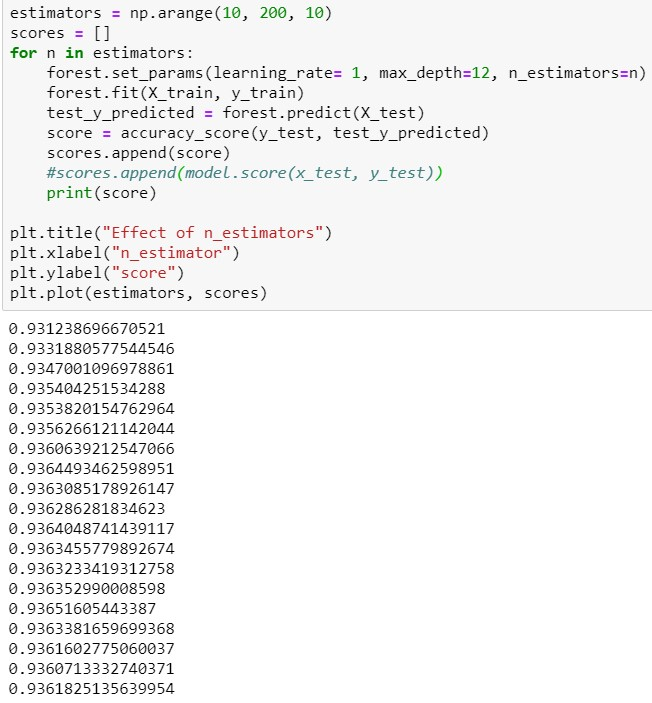 estimators = np.arange(10, 200, 10)
scores = []
for n in estimators:
    forest.set_params(learning_rate= 1, max_depth=12, n_estimators=n)
    forest.fit(X_train, y_train)
    test_y_predicted = forest.predict(X_test)
    score = accuracy_score(y_test, test_y_predicted)
    scores.append(score)
    #scores.append(model.score(x_test, y_test))
    print(score)
plt.title("Effect of n_estimators")
plt.xlabel("n_estimator")
plt.ylabel("score")
plt.plot(estimators, scores)
0.931238696670521
0.9331880577544546
0.9347001096978861
0.935404251534288
0.9353820154762964
0.9356266121142044
0.9360639212547066
0.9364493462598951
0.9363085178926147
0.936286281834623
0.9364048741439117
0.9363455779892674
0.9363233419312758
0.936352990008598
0.93651605443387
0.9363381659699368
0.9361602775060037
0.9360713332740371
0.9361825135639954